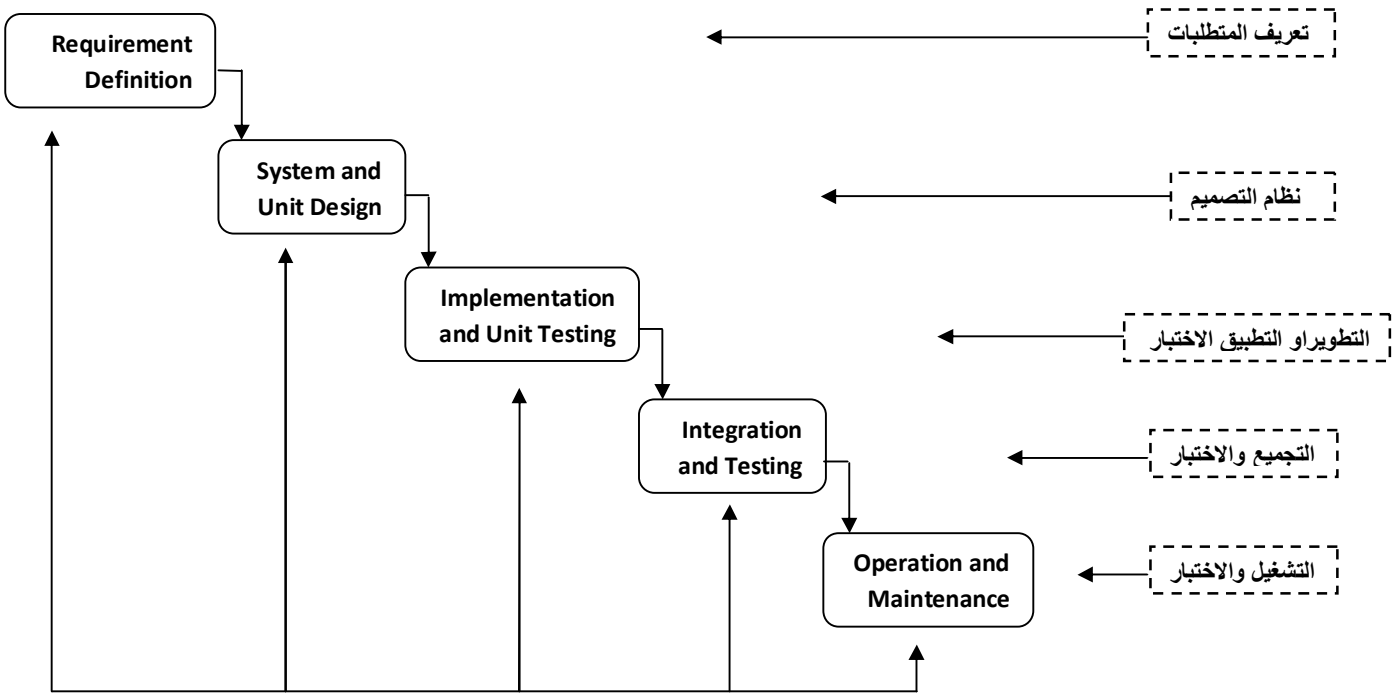 Requirement
Definition
تعريف المتطلبات
System and
Unit Design
نظام التصميم
Implementation
and Unit Testing
التطويراو التطبيق الاختبار
Integration
and Testing
التجميع والاختبار
Operation and
Maintenance
التشغيل والاختبار